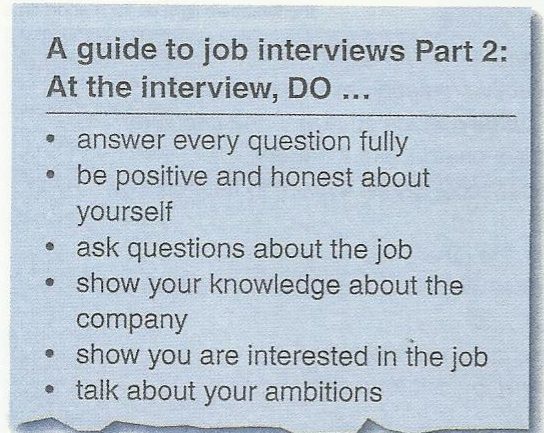 A guide to job interviews Part 2:
At the interview, DO ...
• answer every question fully
• be positive and honest about
yourself
• ask questions about the job
• show your knowledge about the
company
• show you are interested in the job
• talk about your ambitions